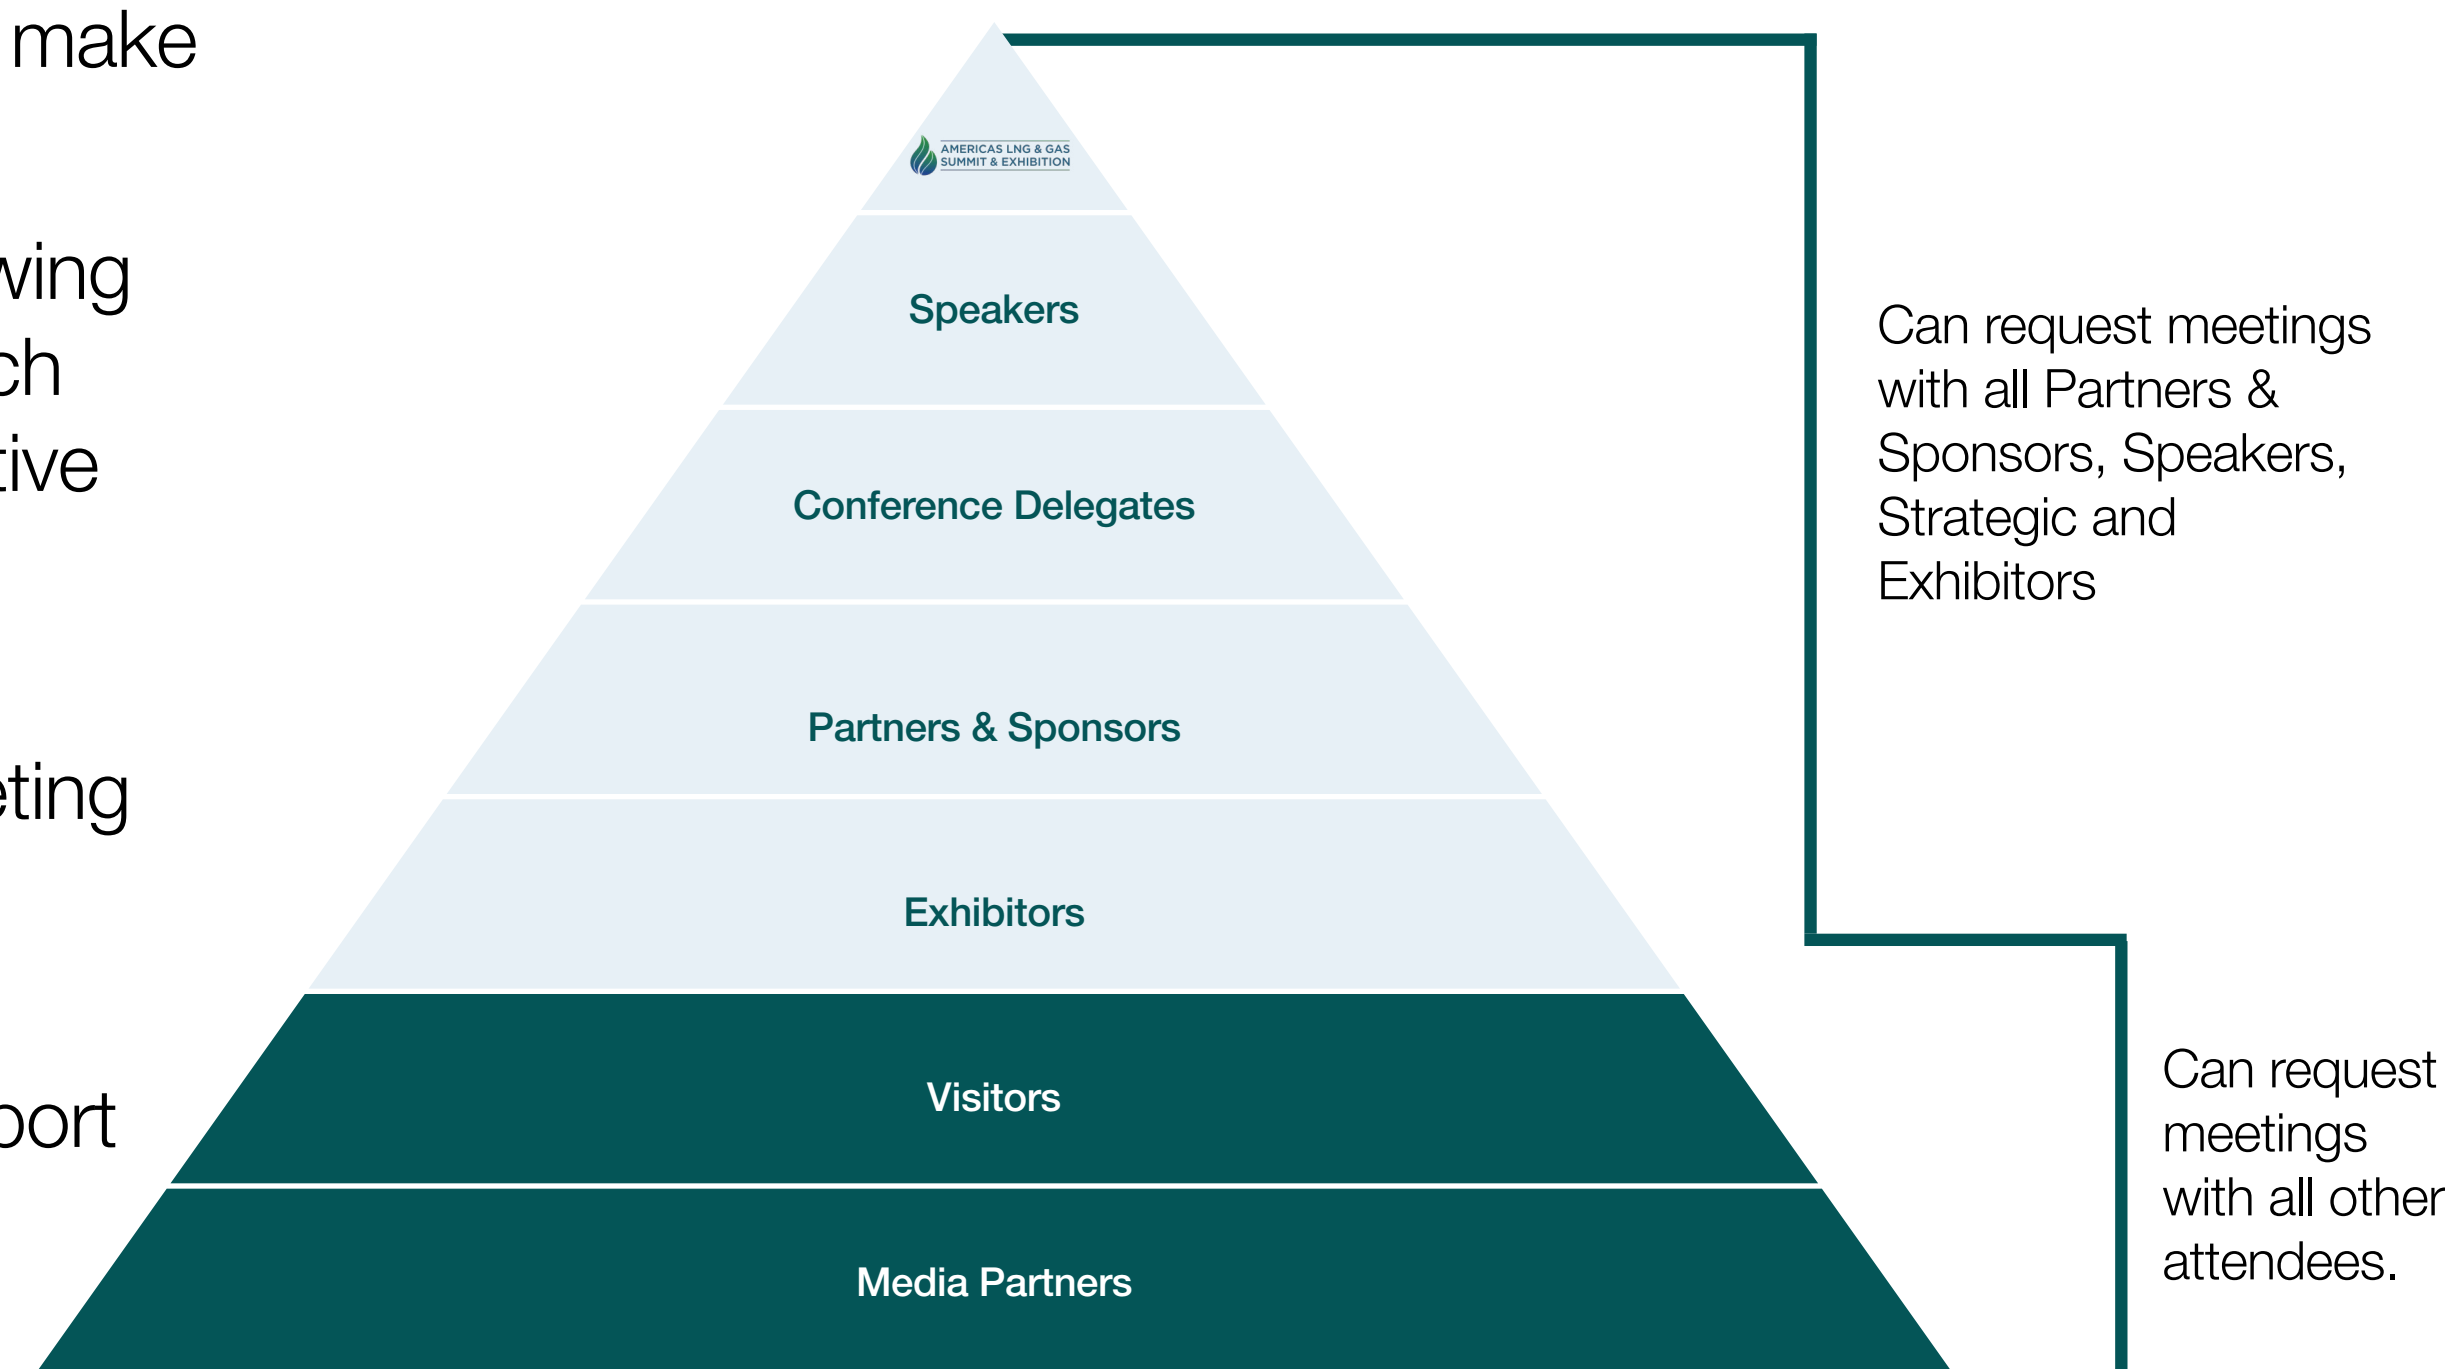 make
wing
ch
tive
eting
port
AMERICAS LNG & GAS
SUMMIT & EXHIBITION
Speakers
Conference Delegates
Partners & Sponsors
Exhibitors
Visitors
Media Partners
Can request meetings
with all Partners &
Sponsors, Speakers,
Strategic and
Exhibitors
Can request
meetings
with all other
attendees.